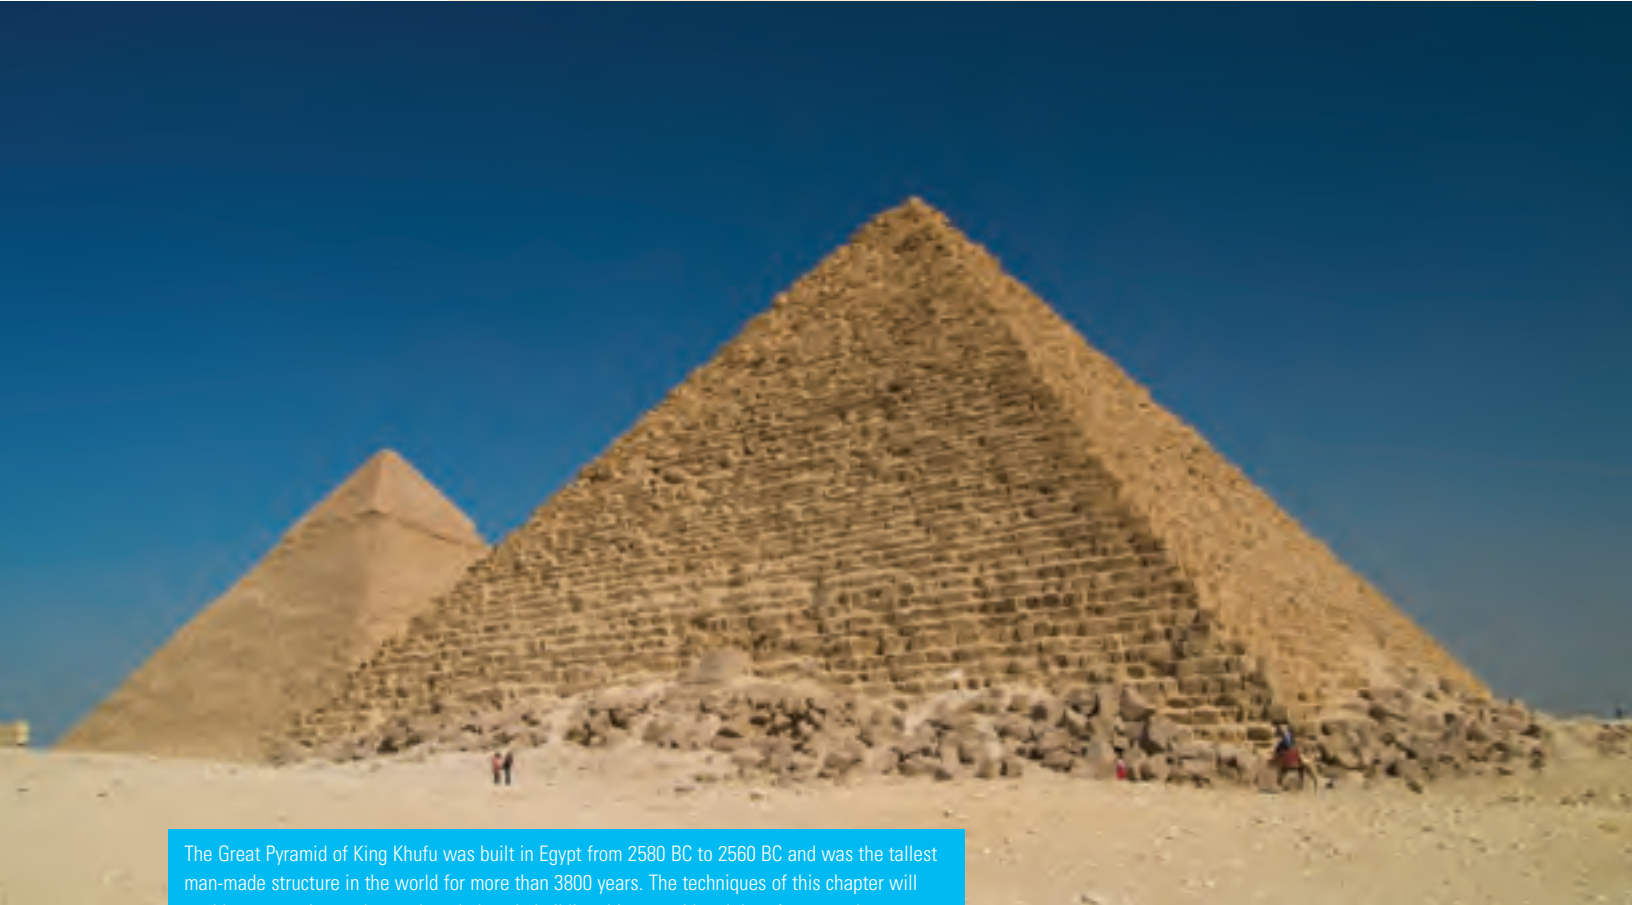 The Great Pyramid of King Khufu was built in Egypt from 2580 BC to 2560 BC and was the tallest
man-made structure in the world for more than 3800 years. The techniques of this chapter will